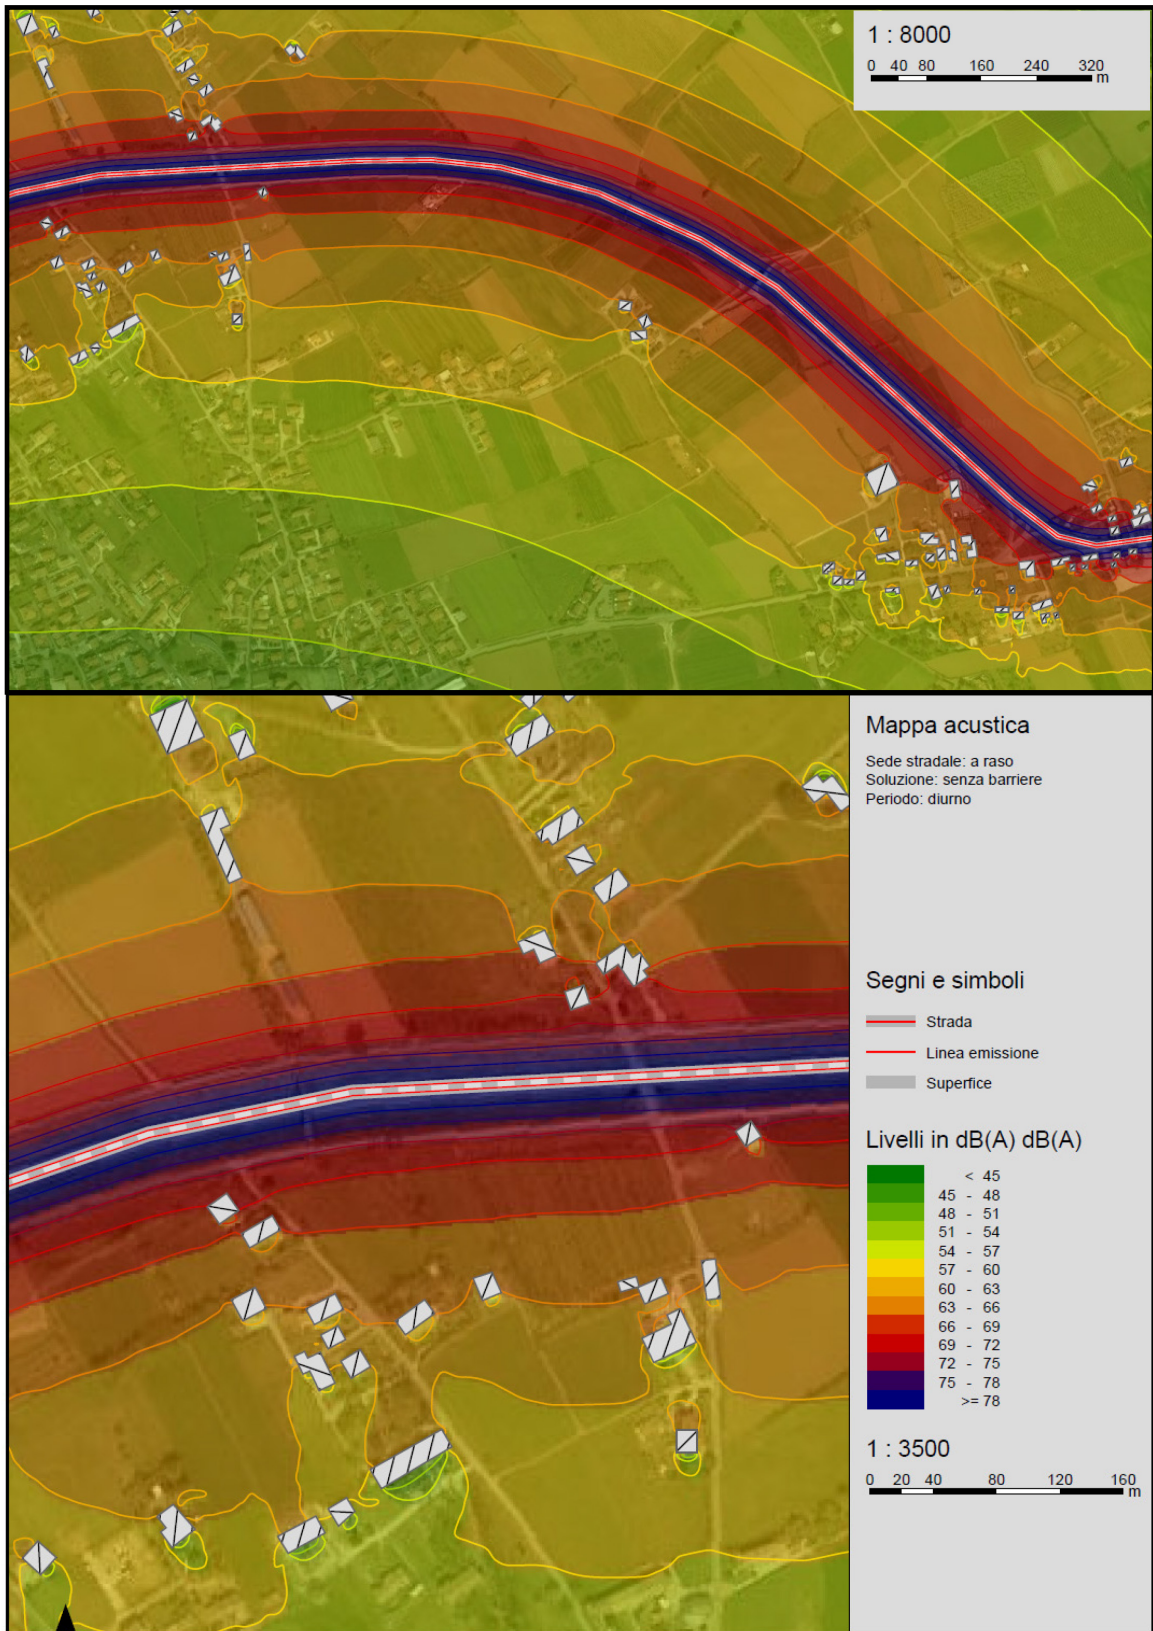 1 : 8000
0 40 80 160 240 320
m
Mappa acustica
Sede stradale: a raso
Soluzione: senza barriere
Periodo: diurno
Segni e simboli
Strada
Linea emissione
Superfice
Livelli in dB(A) dB(A)
< 45
45 - 48
48 - 51
51 - 54
54 - 57
57 - 60
60 - 63
63 - 66
66 - 69
69 - 72
72 - 75
75 - 78
>= 78
1 : 3500
0 20 40 80 120 160
m